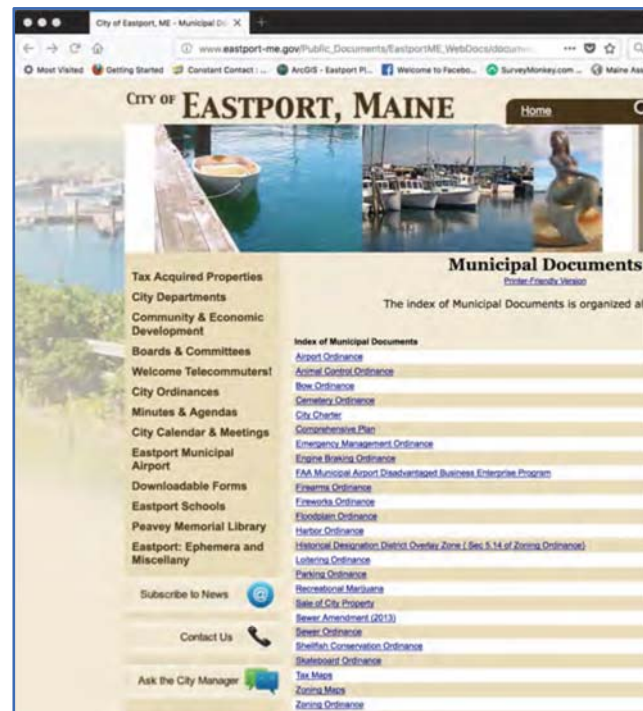 City of Eastport, ME - Municipal Do
www.eastport-me.gov/Public_Documents/EastportME_WebDocs/documen
Most Visited Getting Started Constant Contact : ... ArcGIS - Eastport Pl... Welcome to Facebo... SurveyMonkey.com ... Maine Ass
CITY OF EASTPORT, MAINE
Home
Municipal Documents
Printer-Friendly Version
The index of Municipal Documents is organized al
Tax Acquired Properties
City Departments
Community & Economic
Development
Boards & Committees
Welcome Telecommuters!
City Ordinances
Minutes & Agendas
City Calendar & Meetings
Eastport Municipal
Airport
Downloadable Forms
Eastport Schools
Peavey Memorial Library
Eastport: Ephemera and
Miscellany
Subscribe to News
Contact Us
Ask the City Manager
Index of Municipal Documents
Airport Ordinance
Animal Control Ordinance
Bow Ordinance
Cemetery Ordinance
City Charter
Comprehensive Plan
Emergency Management Ordinance
Engine Braking Ordinance
FAA Municipal Airport Disadvantaged Business Enterprise Program
Firearms Ordinance
Fireworks Ordinance
Floodplain Ordinance
Harbor Ordinance
Historical Designation District Overlay Zone ( Sec 5.14 of Zoning Ordinance)
Loitering Ordinance
Parking Ordinance
Recreational Marijuana
Sale of City Property
Sewer Amendment (2013)
Sewer Ordinance
Shellfish Conservation Ordinance
Skateboard Ordinance
Tax Maps
Zoning Maps
Zoning Ordinance